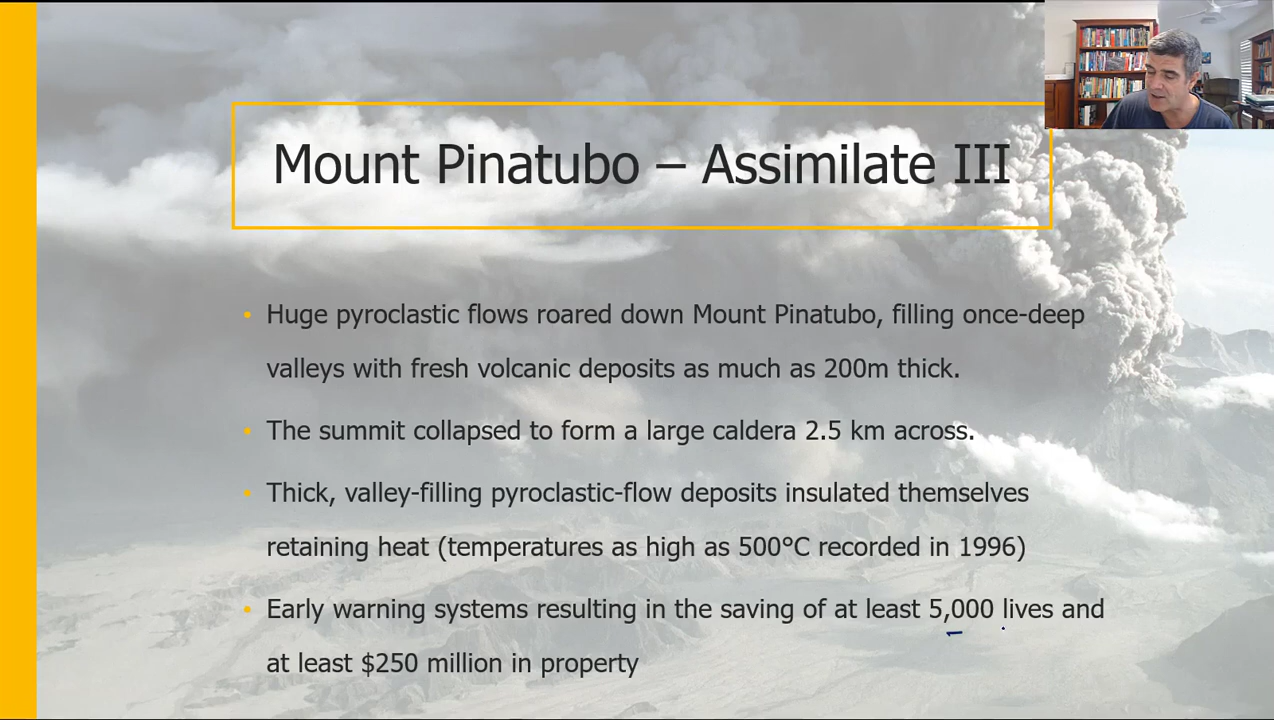 Mount Pinatubo – Assimilate III
• Huge pyroclastic flows roared down Mount Pinatubo, filling once-deep
valleys with fresh volcanic deposits as much as 200m thick.
• The summit collapsed to form a large caldera 2.5 km across.
• Thick, valley-filling pyroclastic-flow deposits insulated themselves
retaining heat (temperatures as high as 500°C recorded in 1996)
• Early warning systems resulting in the saving of at least 5,000 lives and
at least $250 million in property